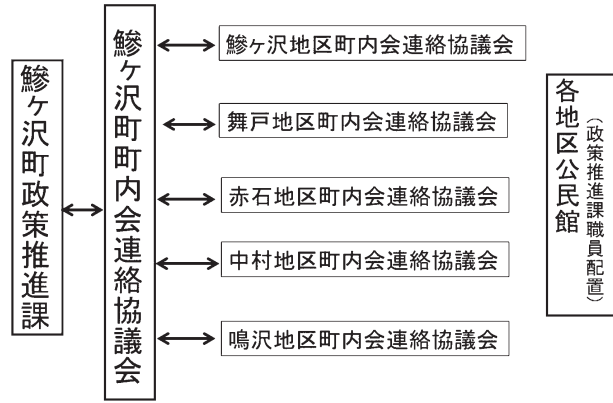 鰺ヶ沢町政策推進課
鰺ヶ沢町町内会連絡協議会
鰺ヶ沢地区町内会連絡協議会
舞戸地区町内会連絡協議会
赤石地区町内会連絡協議会
中村地区町内会連絡協議会
鳴沢地区町内会連絡協議会
各地区公民館
（政策推進課職員配置）